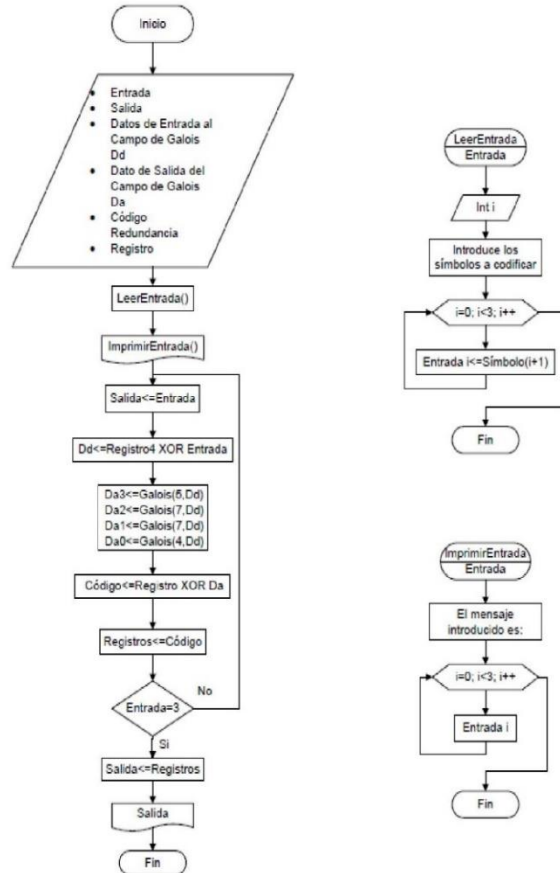 Inicio
• Entrada
• Salida
• Datos de Entrada al
Campo de Galois
Dd
• Dato de Salida del
Campo de Galois
Da
• Código
Redundancia
• Registro
LeerEntrada()
ImprimirEntrada()
Salida<=Entrada
Dd<=Registro4 XOR Entrada
Da3<=Galois(6,Dd)
Da2<=Galois(7,Dd)
Da1<=Galois(7,Dd)
Da0<=Galois(4,Dd)
Código<=Registro XOR Da
Registros<=Código
Entrada=3
No
Si
Salida<=Registros
Salida
Fin
LeerEntrada
Entrada
Int i
Introduce los
símbolos a codificar
i=0; i<3; i++
Entrada i<=Símbolo(i+1)
Fin
ImprimirEntrada
Entrada
El mensaje
introducido es:
i=0; i<3; i++
Entrada i
Fin